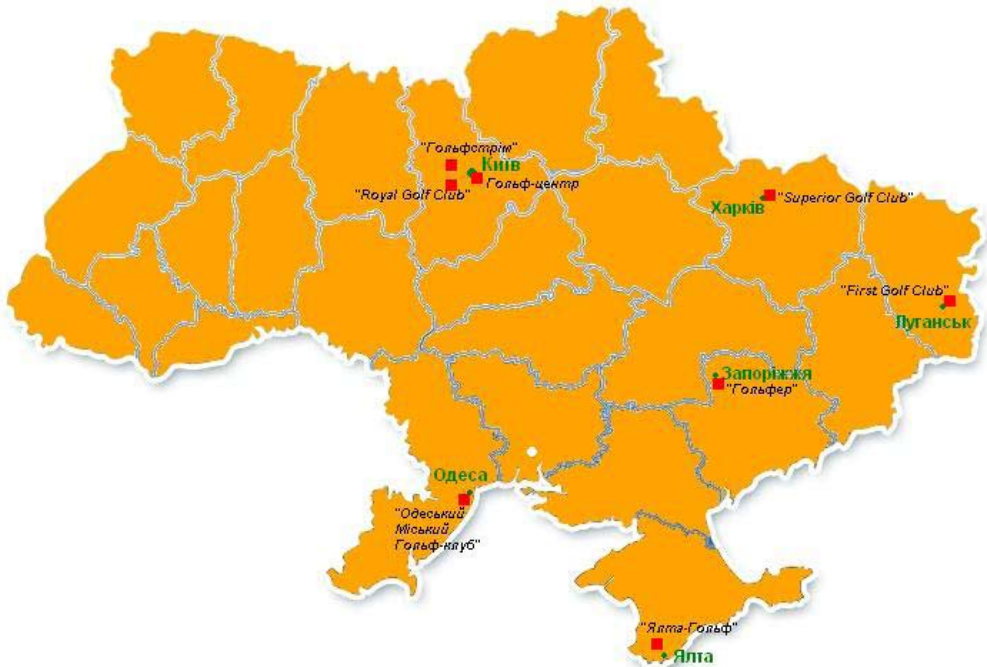 "Гольфстрім"
Київ
Гольф-центр
"Royal Golf Club"
"Superior Golf Club"
Харків
"First Golf Club"
Луганськ
Запоріжжя
"Гольфер"
Одеса
"Одеський
Міський
Гольф-клуб"
"Ялта-Гольф"
Ялта